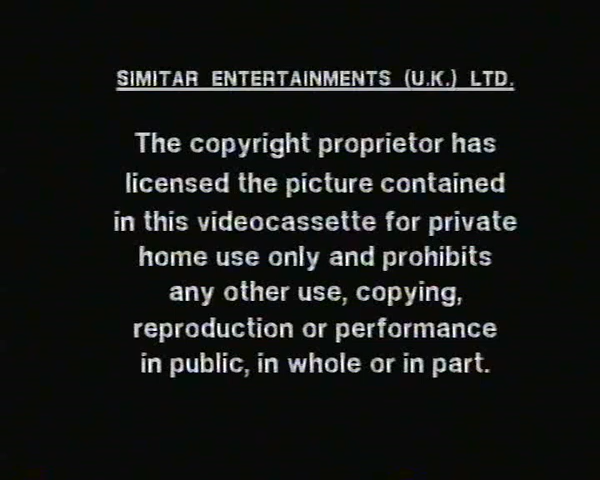 SIMITAR ENTERTAINMENTS (U.K.) LTD.
The copyright proprietor has
licensed the picture contained
in this videocassette for private
home use only and prohibits
any other use, copying,
reproduction or performance
in public, in whole or in part.